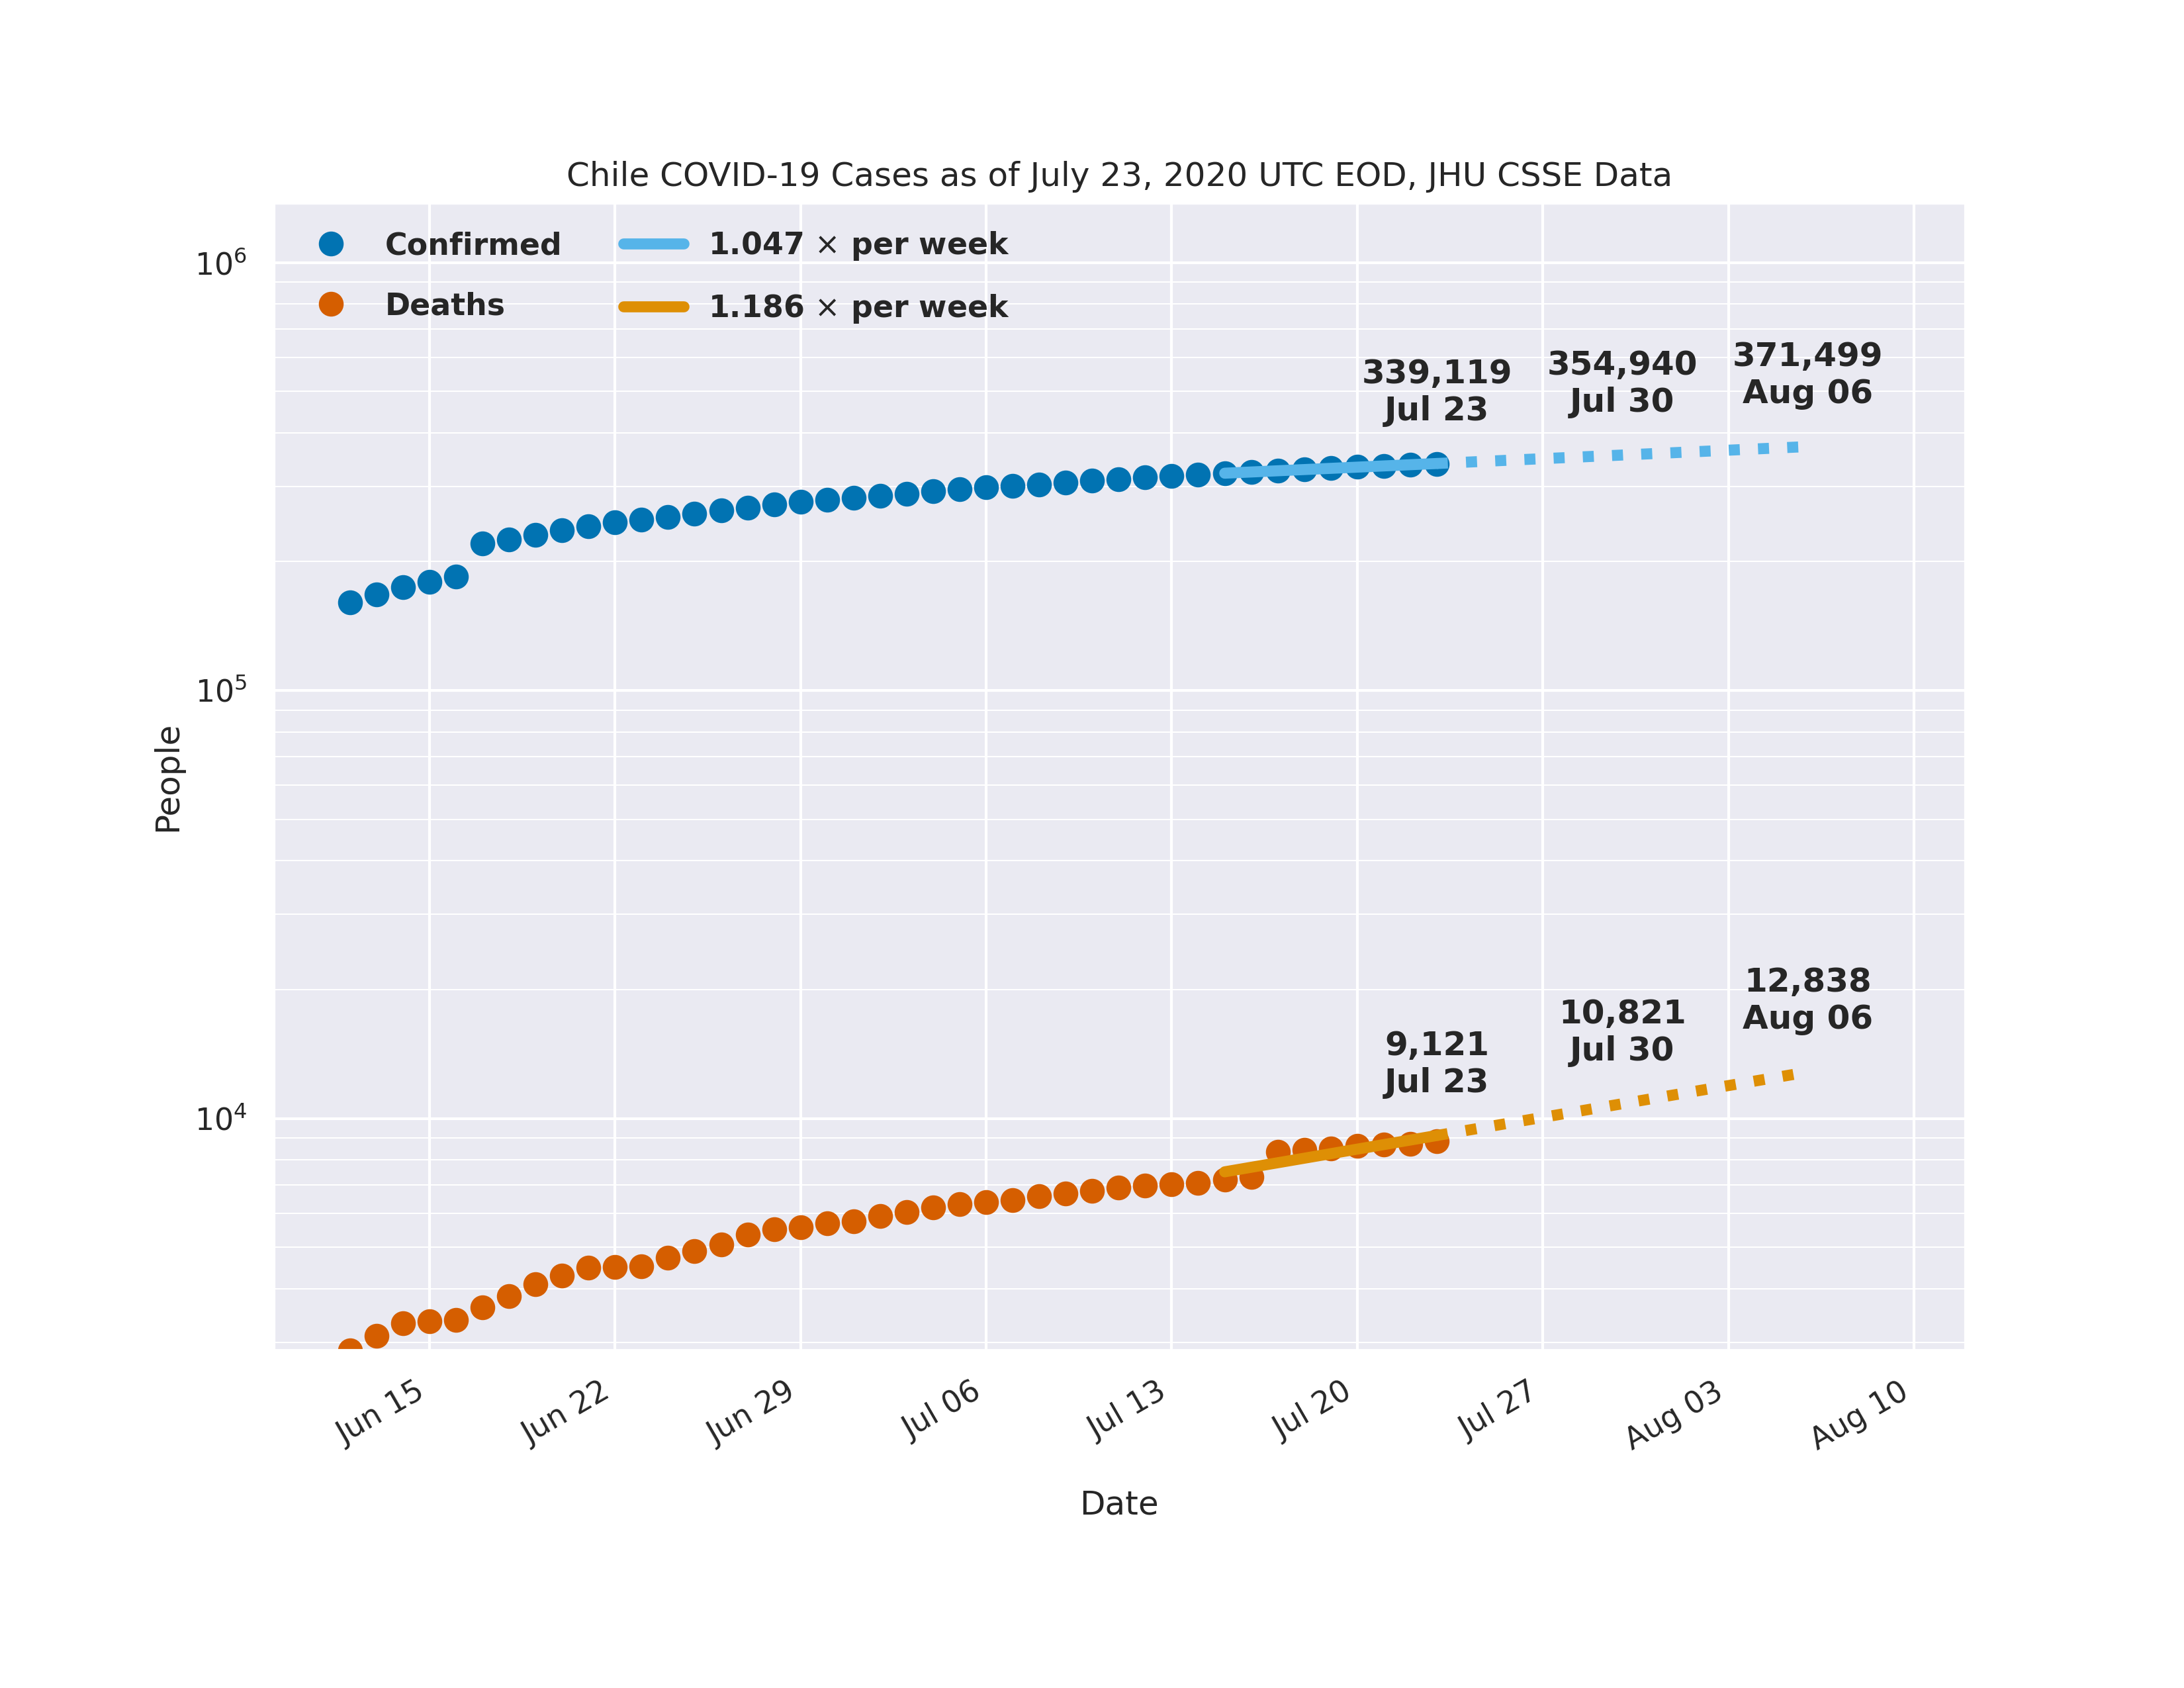 Chile COVID-19 Cases as of July 23, 2020 UTC EOD, JHU CSSE Data
Confirmed
Deaths
1.047 × per week
1.186 × per week
339,119
Jul 23
354,940
Jul 30
371,499
Aug 06
9,121
Jul 23
10,821
Jul 30
12,838
Aug 06
10⁶
10⁵
10⁴
People
Jun 15
Jun 22
Jun 29
Jul 06
Jul 13
Jul 20
Jul 27
Aug 03
Aug 10
Date